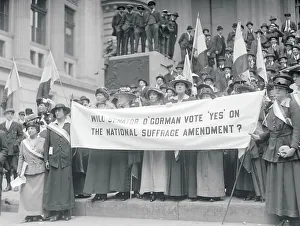 WILL SENATOR O'GORMAN VOTE 'YES' ON
THE NATIONAL SUFFRAGE AMENDMENT?